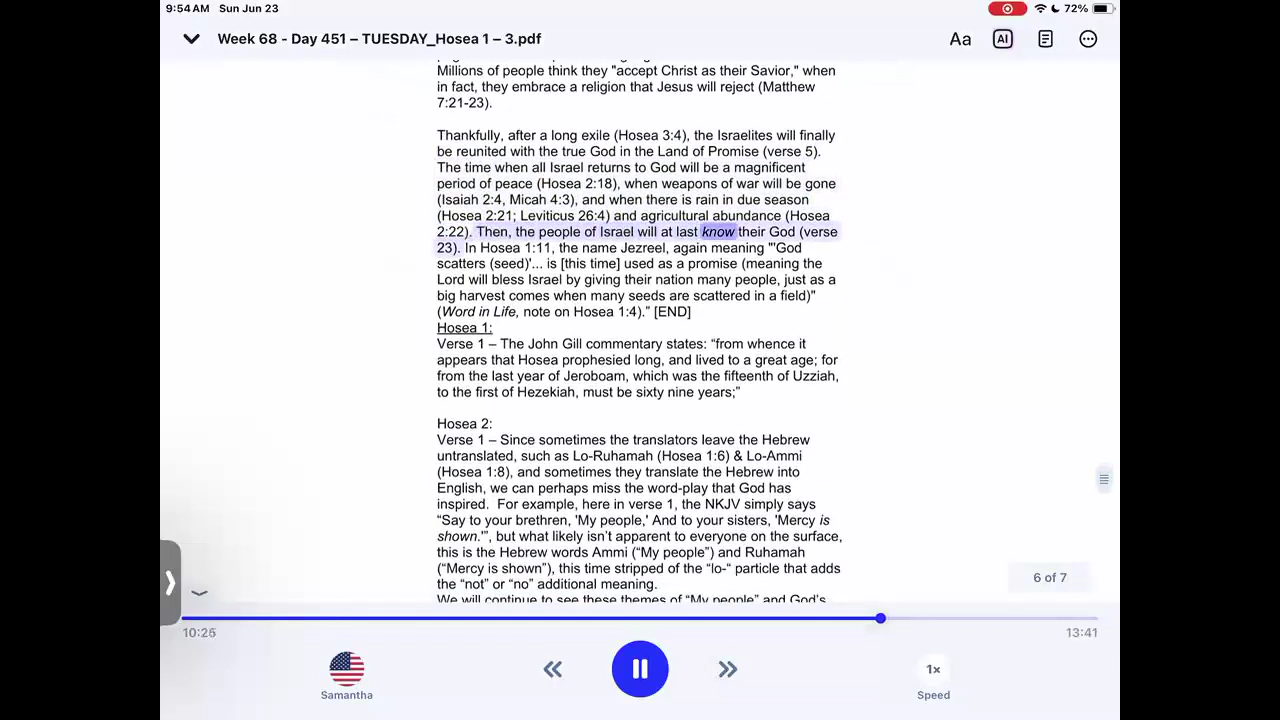 9:54 AM Sun Jun 23
72%
Week 68 - Day 451 – TUESDAY_Hosea 1 – 3.pdf
Aa
AI
Millions of people think they "accept Christ as their Savior," when
in fact, they embrace a religion that Jesus will reject (Matthew
7:21-23).
Thankfully, after a long exile (Hosea 3:4), the Israelites will finally
be reunited with the true God in the Land of Promise (verse 5).
The time when all Israel returns to God will be a magnificent
period of peace (Hosea 2:18), when weapons of war will be gone
(Isaiah 2:4, Micah 4:3), and when there is rain in due season
(Hosea 2:21; Leviticus 26:4) and agricultural abundance (Hosea
2:22). Then, the people of Israel will at last know their God (verse
23). In Hosea 1:11, the name Jezreel, again meaning "'God
scatters (seed)'... is [this time] used as a promise (meaning the
Lord will bless Israel by giving their nation many people, just as a
big harvest comes when many seeds are scattered in a field)"
(Word in Life, note on Hosea 1:4).” [END]
Hosea 1:
Verse 1 – The John Gill commentary states: “from whence it
appears that Hosea prophesied long, and lived to a great age; for
from the last year of Jeroboam, which was the fifteenth of Uzziah,
to the first of Hezekiah, must be sixty nine years;”
Hosea 2:
Verse 1 – Since sometimes the translators leave the Hebrew
untranslated, such as Lo-Ruhamah (Hosea 1:6) & Lo-Ammi
(Hosea 1:8), and sometimes they translate the Hebrew into
English, we can perhaps miss the word-play that God has
inspired. For example, here in verse 1, the NKJV simply says
“Say to your brethren, 'My people,' And to your sisters, 'Mercy is
shown.'”, but what likely isn’t apparent to everyone on the surface,
this is the Hebrew words Ammi (“My people”) and Ruhamah
(“Mercy is shown”), this time stripped of the “lo-“ particle that adds
the “not” or “no” additional meaning.
We will continue to see these themes of “My people” and God’s
6 of 7
10:25
13:41
Samantha
1×
Speed